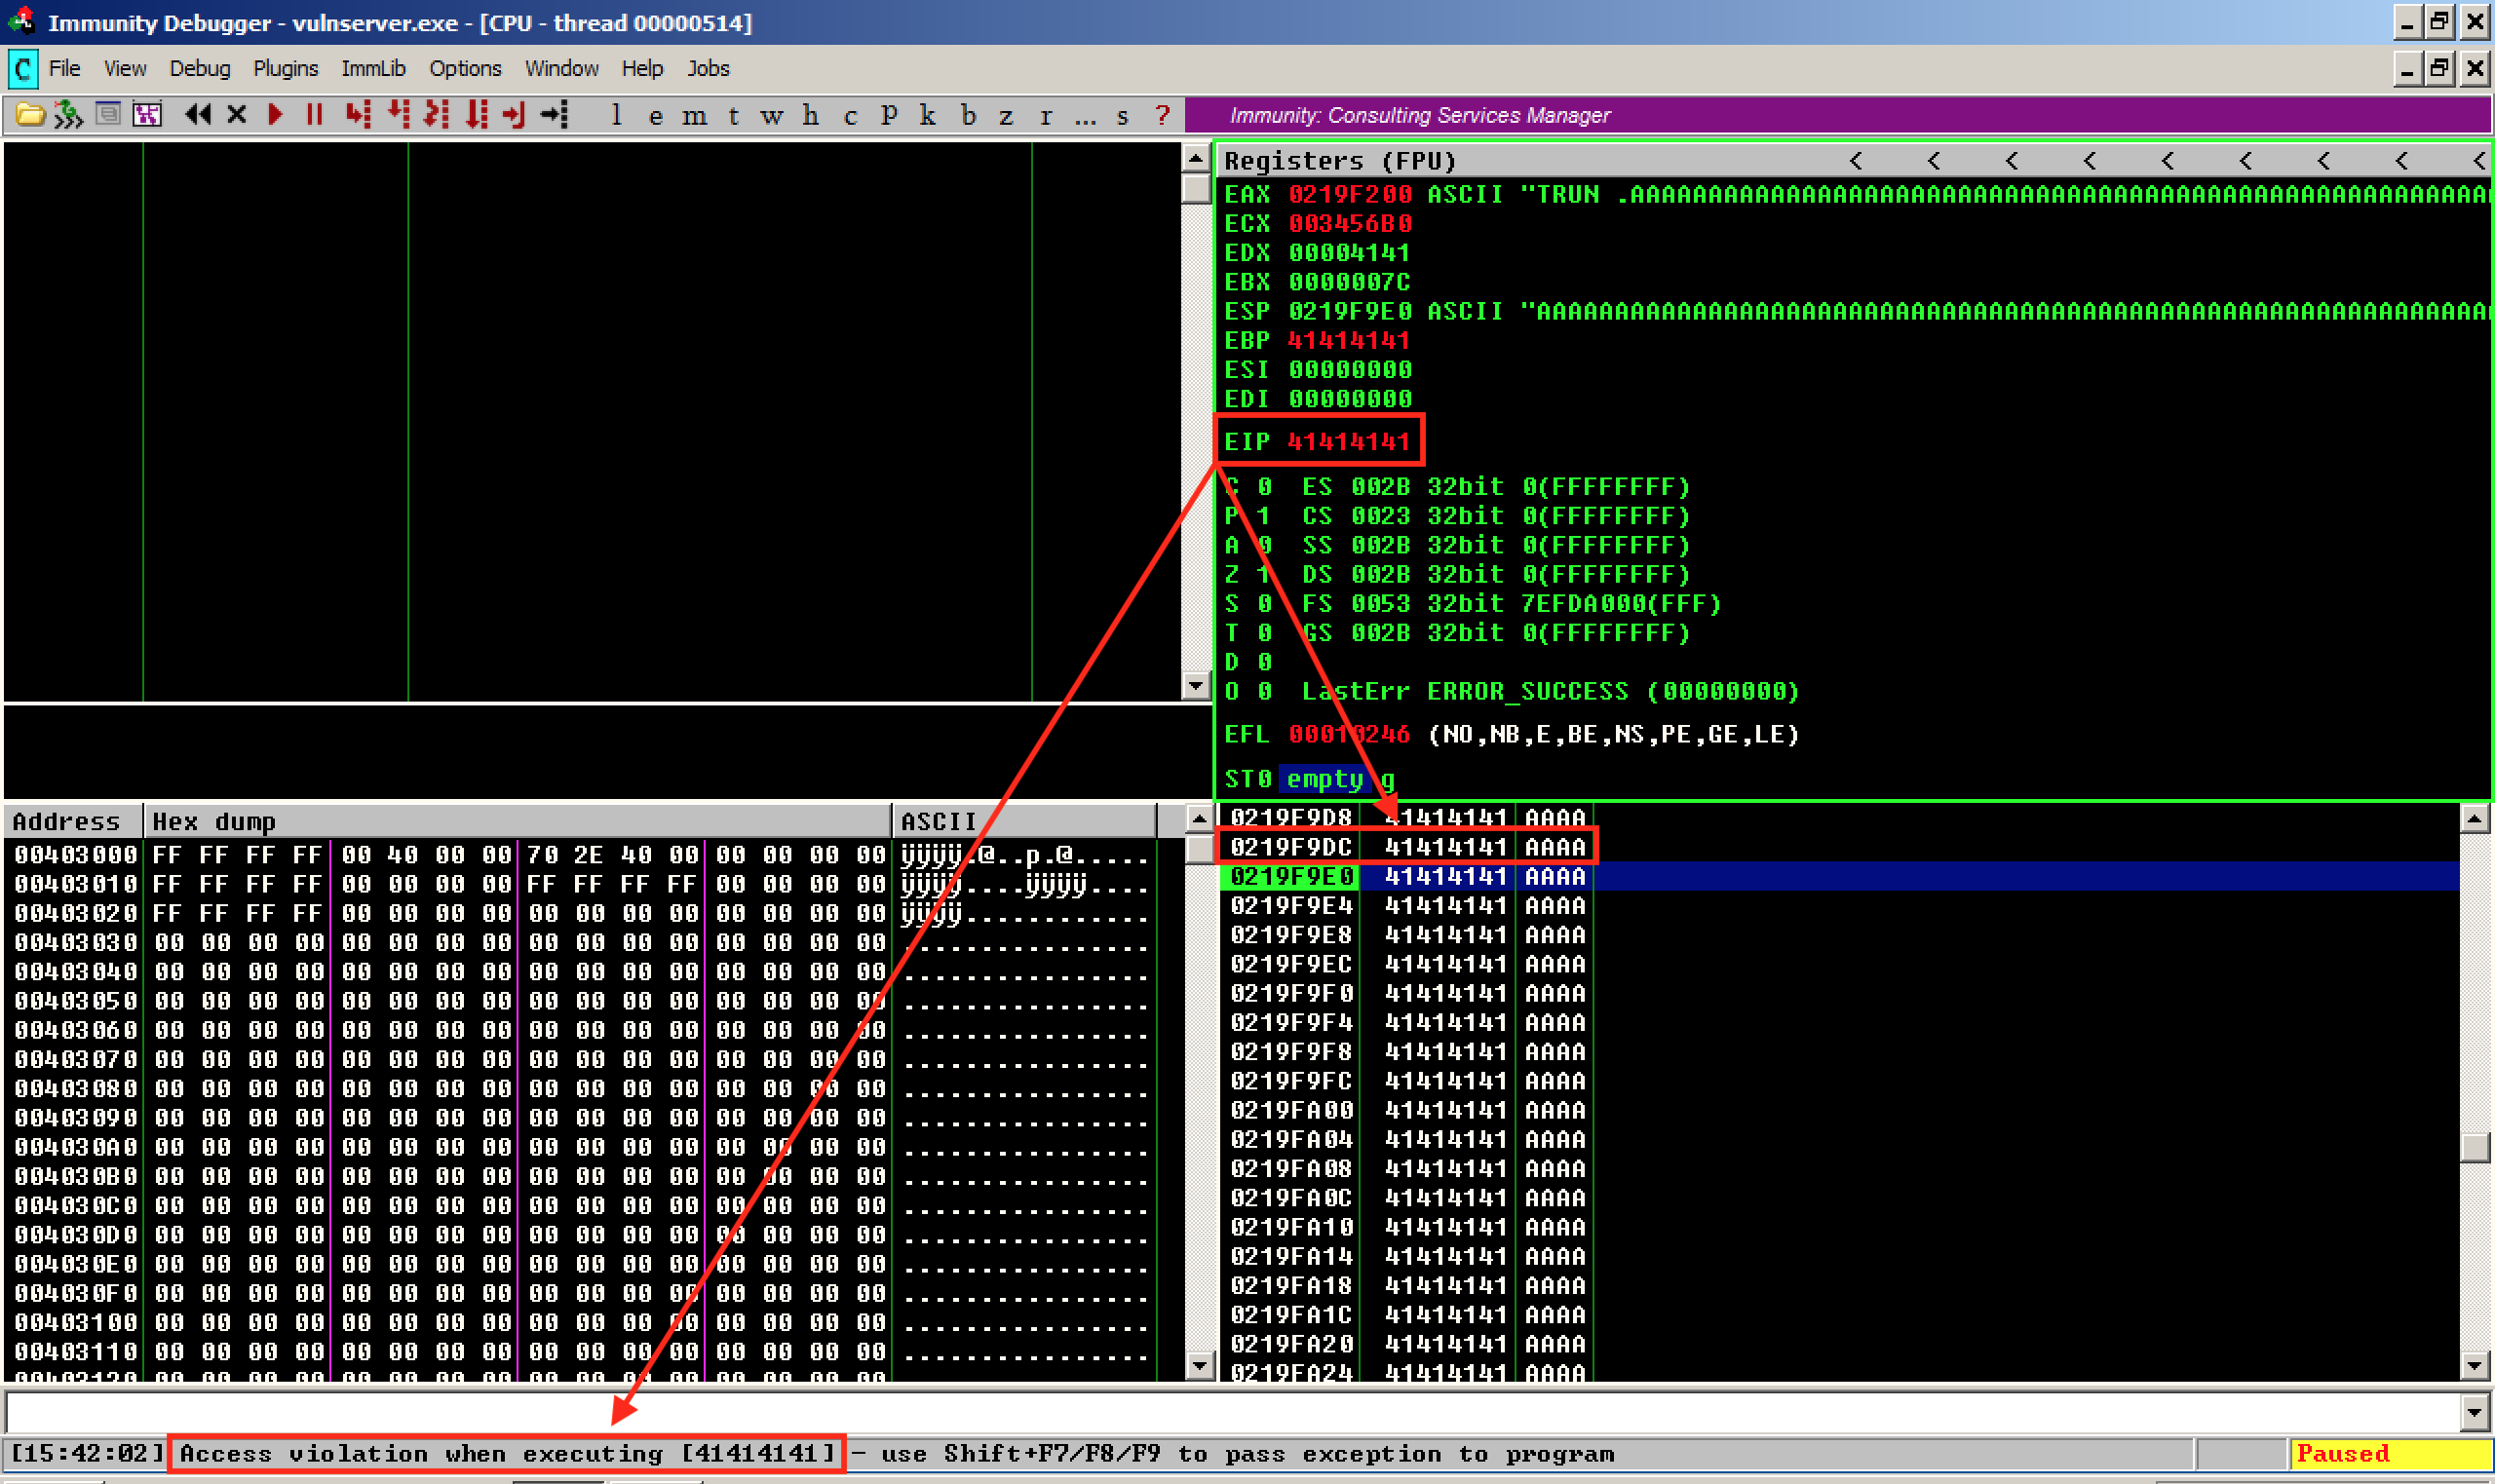 Immunity Debugger - vulnserver.exe - [CPU - thread 00000514]
C File View Debug Plugins ImmLib Options Window Help Jobs
l e m t w h c P k b z r ... s ? Immunity: Consulting Services Manager
Registers (FPU) < < < < < < < < <
EAX 0219F200 ASCII "TRUN .AAAAAAAAAAAAAAAAAAAAAAAAAAAAAAAAAAAAAAAAAAAAAAAAAAAAAAA
ECX 003456B0
EDX 00004141
EBX 0000007C
ESP 0219F9E0 ASCII "AAAAAAAAAAAAAAAAAAAAAAAAAAAAAAAAAAAAAAAAAAAAAAAAAAAAAAAAAAAAA
EBP 41414141
ESI 00000000
EDI 00000000
EIP 41414141
C 0 ES 002B 32bit 0(FFFFFFFF)
P 1 CS 0023 32bit 0(FFFFFFFF)
A 0 SS 002B 32bit 0(FFFFFFFF)
Z 1 DS 002B 32bit 0(FFFFFFFF)
S 0 FS 0053 32bit 7EFDA000(FFF)
T 0 GS 002B 32bit 0(FFFFFFFF)
D 0
O 0 LastErr ERROR_SUCCESS (00000000)
EFL 00010246 (NO,NB,E,BE,NS,PE,GE,LE)
ST0 empty g
Address Hex dump ASCII
00403000 FF FF FF FF 00 40 00 00 70 2E 40 00 00 00 00 00 ÿÿÿÿ.@..p.@.....
00403010 FF FF FF FF 00 00 00 00 FF FF FF FF 00 00 00 00 ÿÿÿÿ....ÿÿÿÿ....
00403020 FF FF FF FF 00 00 00 00 00 00 00 00 00 00 00 00 ÿÿÿÿ............
00403030 00 00 00 00 00 00 00 00 00 00 00 00 00 00 00 00 ................
00403040 00 00 00 00 00 00 00 00 00 00 00 00 00 00 00 00 ................
00403050 00 00 00 00 00 00 00 00 00 00 00 00 00 00 00 00 ................
00403060 00 00 00 00 00 00 00 00 00 00 00 00 00 00 00 00 ................
00403070 00 00 00 00 00 00 00 00 00 00 00 00 00 00 00 00 ................
00403080 00 00 00 00 00 00 00 00 00 00 00 00 00 00 00 00 ................
00403090 00 00 00 00 00 00 00 00 00 00 00 00 00 00 00 00 ................
004030A0 00 00 00 00 00 00 00 00 00 00 00 00 00 00 00 00 ................
004030B0 00 00 00 00 00 00 00 00 00 00 00 00 00 00 00 00 ................
004030C0 00 00 00 00 00 00 00 00 00 00 00 00 00 00 00 00 ................
004030D0 00 00 00 00 00 00 00 00 00 00 00 00 00 00 00 00 ................
004030E0 00 00 00 00 00 00 00 00 00 00 00 00 00 00 00 00 ................
004030F0 00 00 00 00 00 00 00 00 00 00 00 00 00 00 00 00 ................
00403100 00 00 00 00 00 00 00 00 00 00 00 00 00 00 00 00 ................
00403110 00 00 00 00 00 00 00 00 00 00 00 00 00 00 00 00 ................
0219F9D8 41414141 AAAA
0219F9DC 41414141 AAAA
0219F9E0 41414141 AAAA
0219F9E4 41414141 AAAA
0219F9E8 41414141 AAAA
0219F9EC 41414141 AAAA
0219F9F0 41414141 AAAA
0219F9F4 41414141 AAAA
0219F9F8 41414141 AAAA
0219F9FC 41414141 AAAA
0219FA00 41414141 AAAA
0219FA04 41414141 AAAA
0219FA08 41414141 AAAA
0219FA0C 41414141 AAAA
0219FA10 41414141 AAAA
0219FA14 41414141 AAAA
0219FA18 41414141 AAAA
0219FA1C 41414141 AAAA
0219FA20 41414141 AAAA
0219FA24 41414141 AAAA
[15:42:02] Access violation when executing [41414141] - use Shift+F7/F8/F9 to pass exception to program Paused